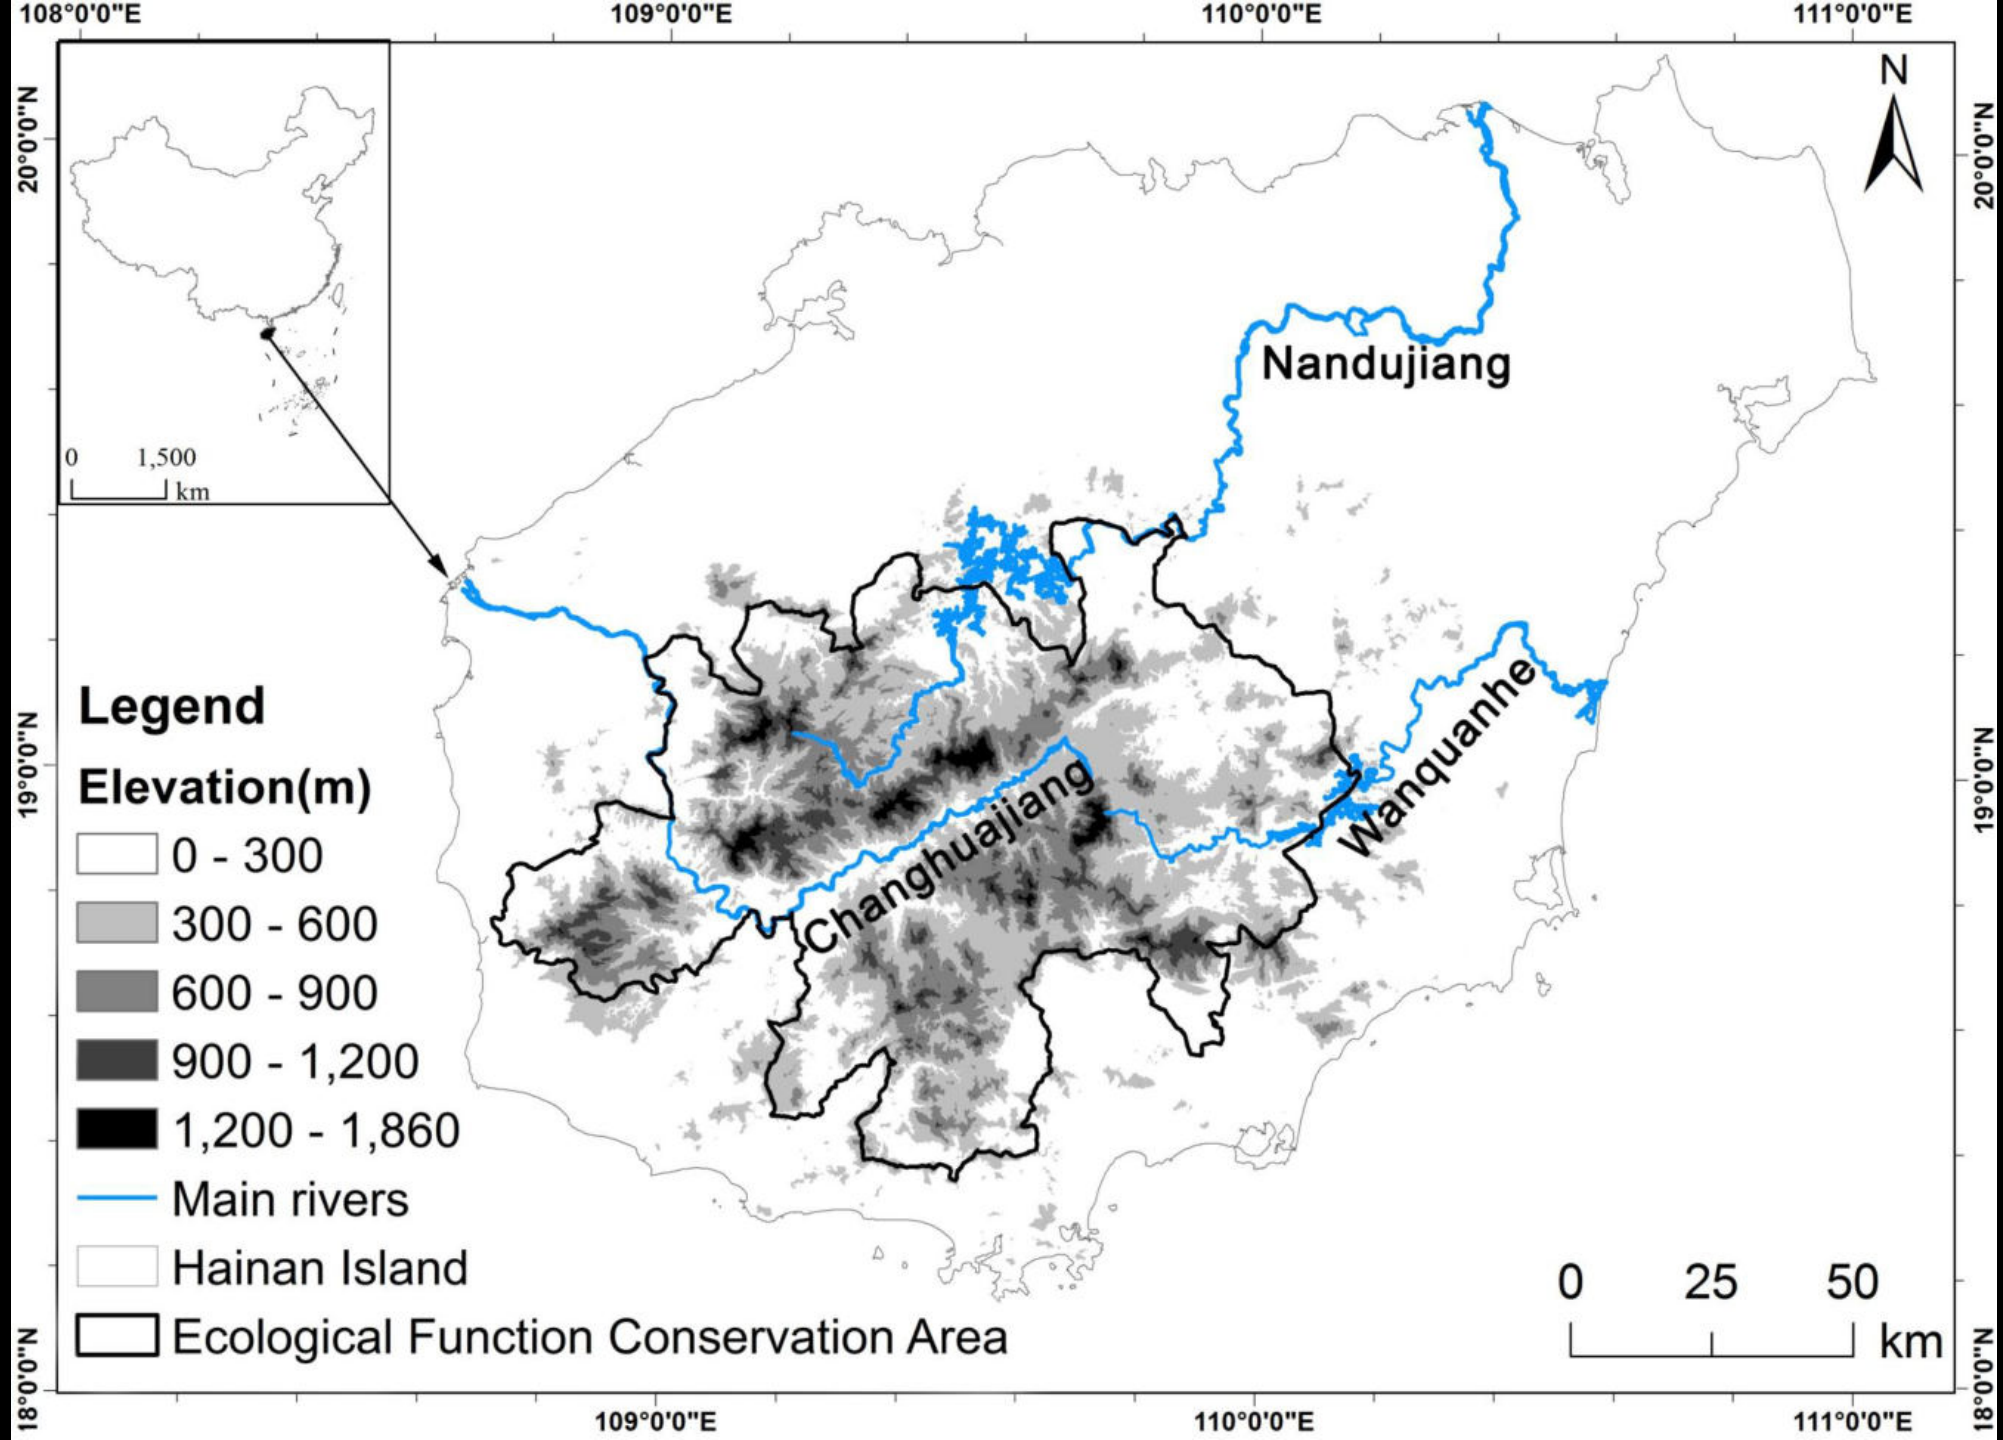 108°0'0"E 109°0'0"E 110°0'0"E 111°0'0"E
N
20°0'0"N
20°0'0"N
0 1,500
km
Nandujiang
Wanquanhe
Changhuajiang
19°0'0"N
19°0'0"N
Legend
Elevation(m)
0 - 300
300 - 600
600 - 900
900 - 1,200
1,200 - 1,860
Main rivers
Hainan Island
Ecological Function Conservation Area
0 25 50
km
18°0'0"N
18°0'0"N
109°0'0"E 110°0'0"E 111°0'0"E